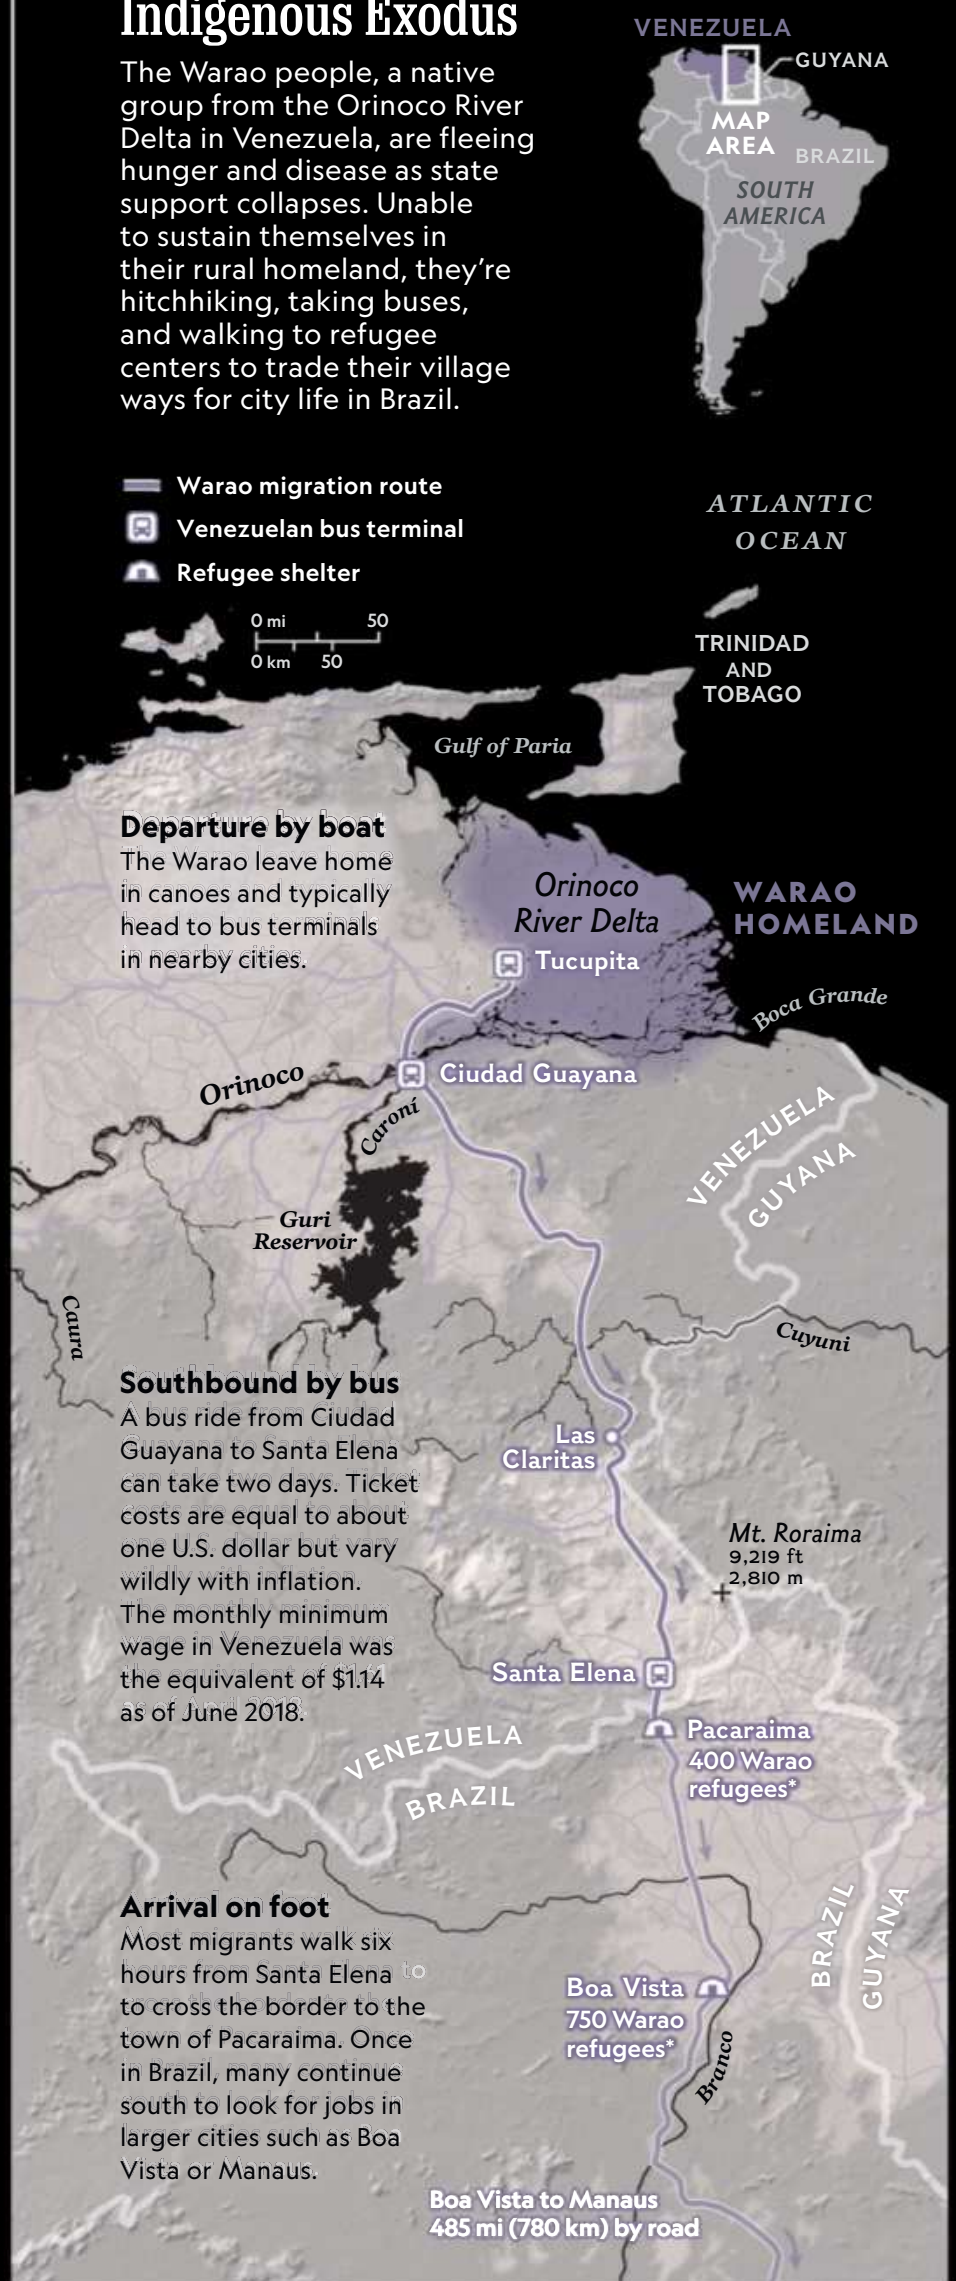 Indigenous Exodus
The Warao people, a native
group from the Orinoco River
Delta in Venezuela, are fleeing
hunger and disease as state
support collapses. Unable
to sustain themselves in
their rural homeland, they’re
hitchhiking, taking buses,
and walking to refugee
centers to trade their village
ways for city life in Brazil.
VENEZUELA
GUYANA
MAP
AREA
BRAZIL
SOUTH
AMERICA
Warao migration route
Venezuelan bus terminal
Refugee shelter
ATLANTIC
OCEAN
0 mi 50
0 km 50
TRINIDAD
AND
TOBAGO
Gulf of Paria
Departure by boat
The Warao leave home
in canoes and typically
head to bus terminals
in nearby cities.
Orinoco
River Delta
WARAO
HOMELAND
Tucupita
Boca Grande
Ciudad Guayana
Orinoco
Caroní
VENEZUELA
GUYANA
Guri
Reservoir
Caura
Cuyuni
Southbound by bus
A bus ride from Ciudad
Guayana to Santa Elena
can take two days. Ticket
costs are equal to about
one U.S. dollar but vary
wildly with inflation.
The monthly minimum
wage in Venezuela was
the equivalent of $1.14
as of June 2018.
Las
Claritas
Mt. Roraima
9,219 ft
2,810 m
Santa Elena
Pacaraima
400 Warao
refugees*
VENEZUELA
BRAZIL
Arrival on foot
Most migrants walk six
hours from Santa Elena
to cross the border to the
town of Pacaraima. Once
in Brazil, many continue
south to look for jobs in
larger cities such as Boa
Vista or Manaus.
BRAZIL
GUYANA
Boa Vista
750 Warao
refugees*
Branco
Boa Vista to Manaus
485 mi (780 km) by road